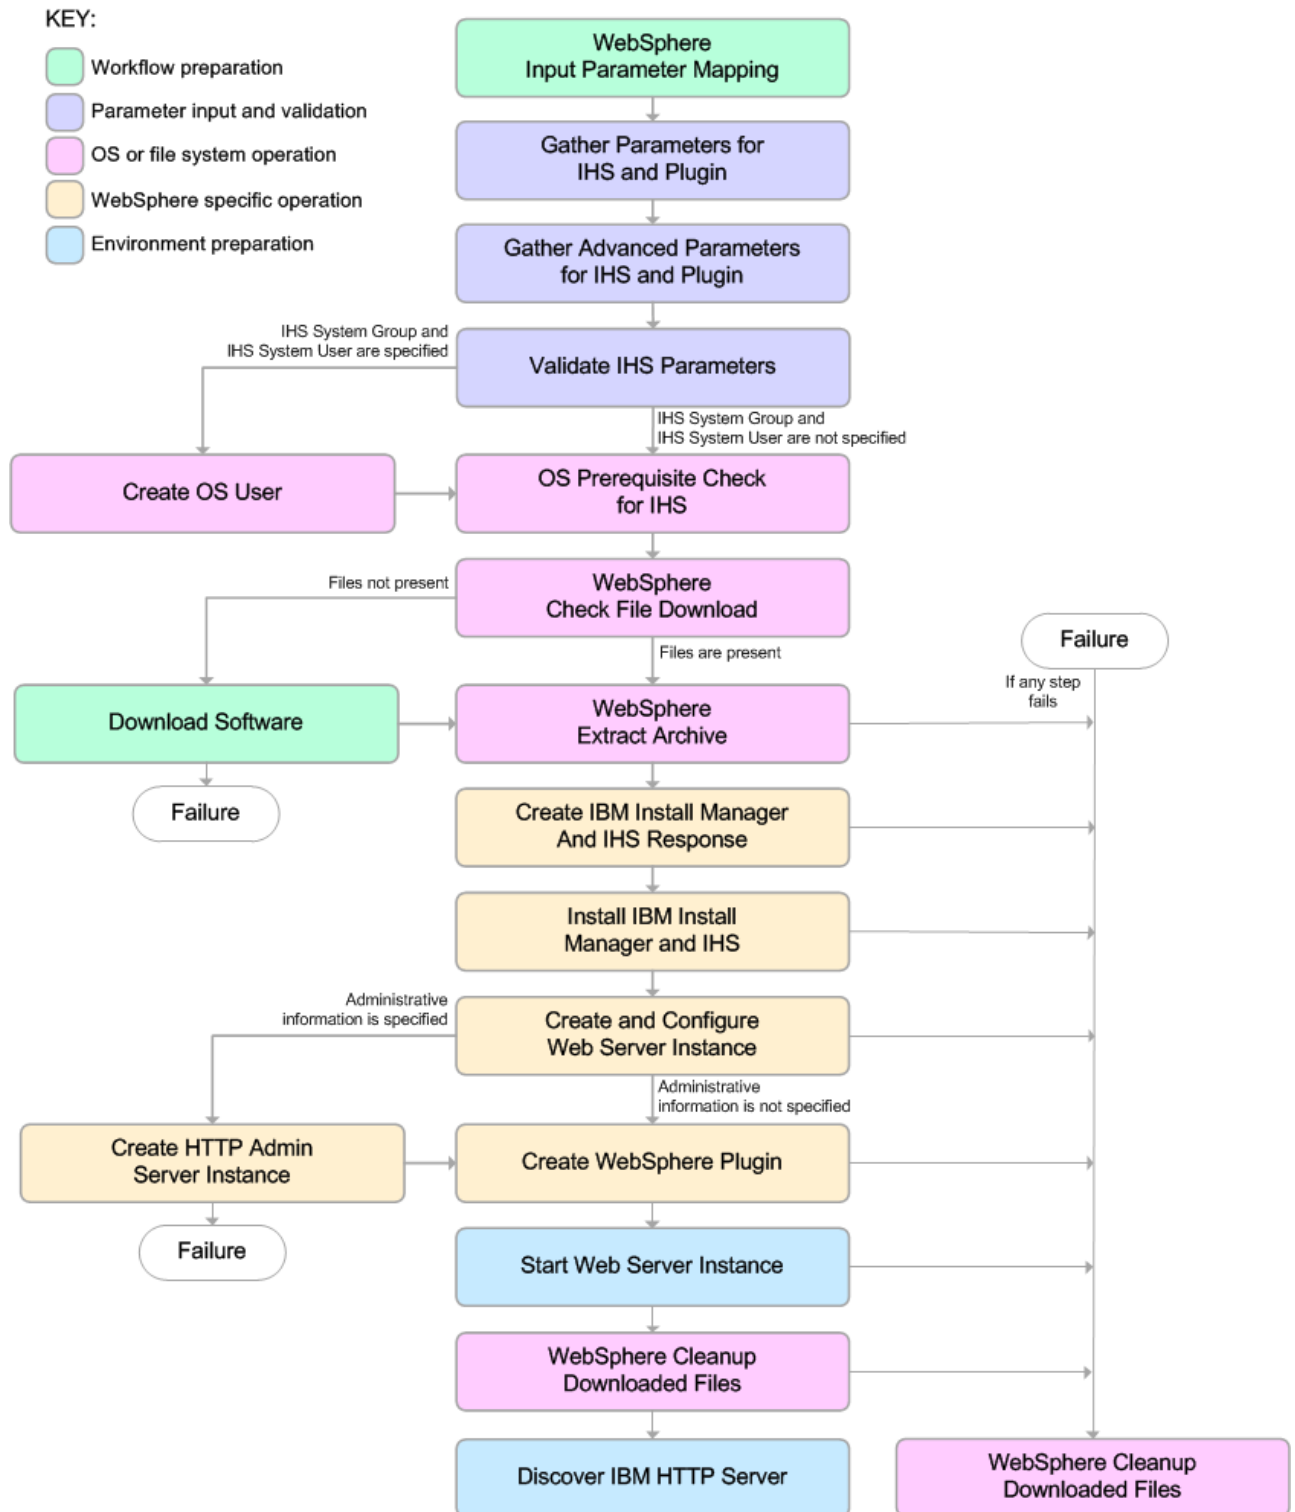 KEY:
Workflow preparation
Parameter input and validation
OS or file system operation
WebSphere specific operation
Environment preparation
WebSphere
Input Parameter Mapping
Gather Parameters for
IHS and Plugin
Gather Advanced Parameters
for IHS and Plugin
IHS System Group and
IHS System User are specified
Validate IHS Parameters
IHS System Group and
IHS System User are not specified
Create OS User
OS Prerequisite Check
for IHS
Files not present
WebSphere
Check File Download
Files are present
Failure
If any step
fails
Download Software
WebSphere
Extract Archive
Failure
Create IBM Install Manager
And IHS Response
Install IBM Install
Manager and IHS
Administrative
information is specified
Create and Configure
Web Server Instance
Administrative
information is not specified
Create HTTP Admin
Server Instance
Create WebSphere Plugin
Failure
Start Web Server Instance
WebSphere Cleanup
Downloaded Files
Discover IBM HTTP Server
WebSphere Cleanup
Downloaded Files